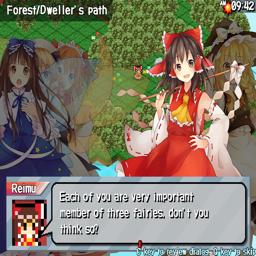 Forest/Dweller's path
AM 09:42
Reimu
Each of you are very important
member of three fairies, don't you
think so?
C key to review dialog, D key to skip